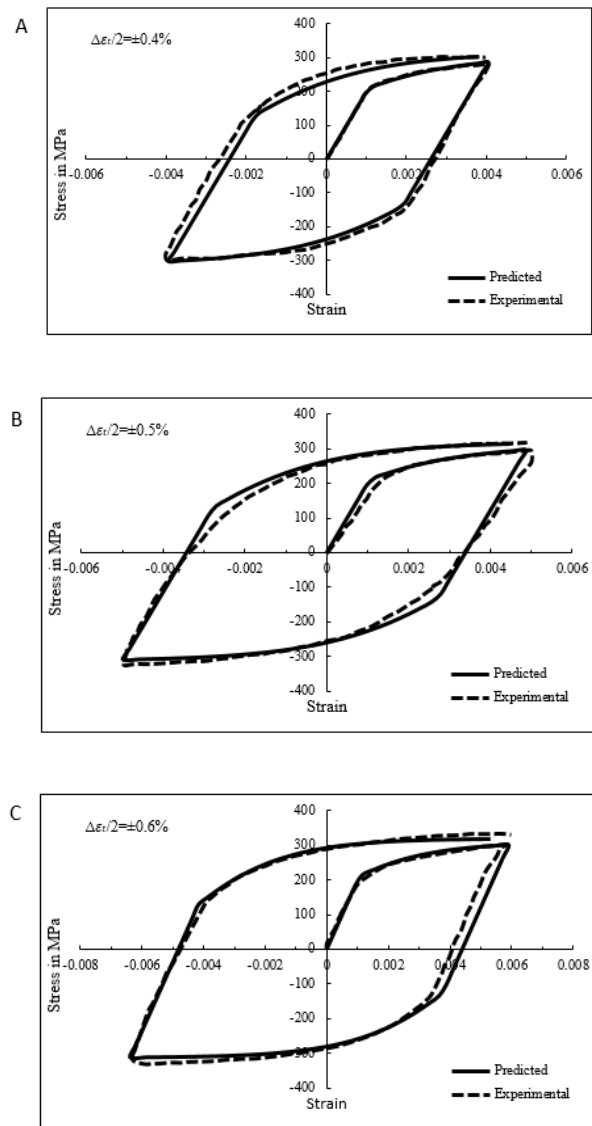 A
Δεt/2=±0.4%
400
300
200
100
0
-0.006 -0.004 -0.002 0 0.002 0.004 0.006
-100
-200
-300
-400
Stress in MPa
Strain
Predicted
Experimental
B
Δεt/2=±0.5%
400
300
200
100
0
-0.006 -0.004 -0.002 0 0.002 0.004 0.006
-100
-200
-300
-400
Stress in MPa
Strain
Predicted
Experimental
C
Δεt/2=±0.6%
400
300
200
100
0
-0.008 -0.006 -0.004 -0.002 0 0.002 0.004 0.006 0.008
-100
-200
-300
-400
Stress in MPa
Strain
Predicted
Experimental